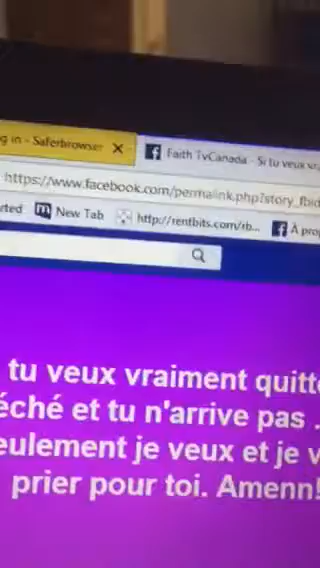 g in - Saferbrowser X
Faith TvCanada - Si tu veux
https://www.facebook.com/permalink.php?story_fbid
rted New Tab http://rentbits.com/rb... À pro
tu veux vraiment quitt
éché et tu n'arrive pas .
eulement je veux et je v
prier pour toi. Amenn!